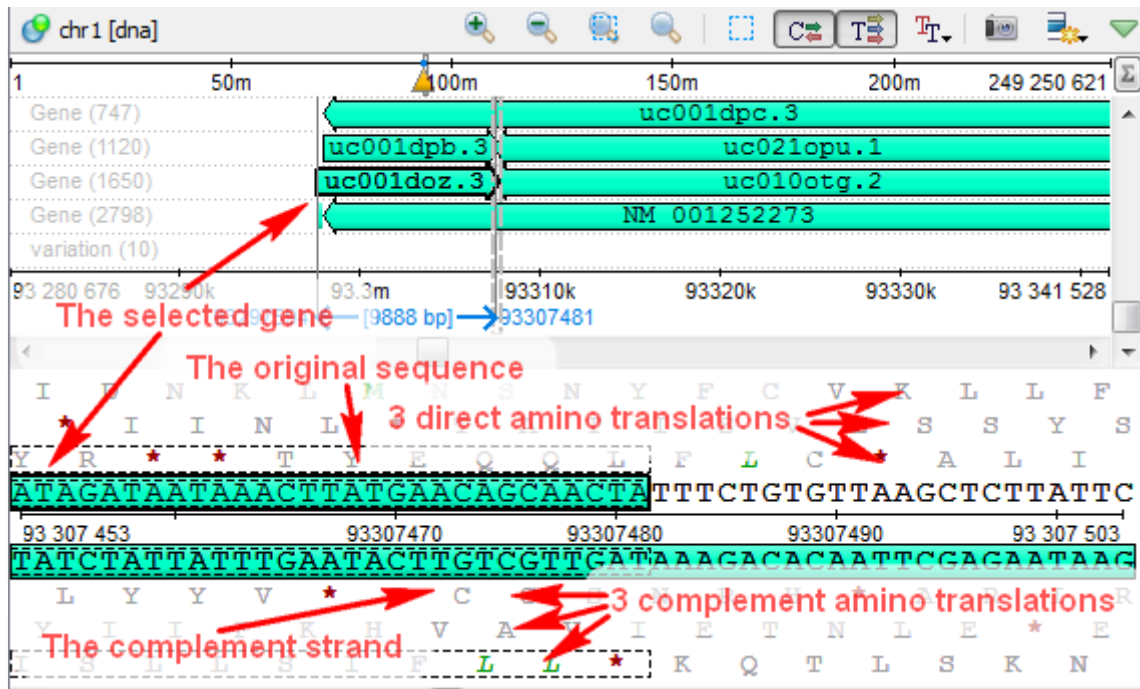 chr1 [dna]
1 50m 100m 150m 200m 249 250 621
Gene (747) uc001dpc.3
Gene (1120) uc001dpb.3 uc021opu.1
Gene (1650) uc001doz.3 uc010otg.2
Gene (2798) NM 001252273
variation (10)
93 280 676 93290k 93.3m 93310k 93320k 93330k 93 341 528
The selected gene [9888 bp] 93307481
The original sequence
I D N K L M N S N Y F C V K L L F
3 direct amino translations
* I I N L S S Y S
Y R * * T Y E Q Q L F L C * A L I
ATAGATAATAAACTTATGAACAGCAACTATTTCTGTGTTAAGCTCTTATTC
93 307 453 93307470 93307480 93307490 93 307 503
TATCTATTATTTGAATACTTGTCGTTGATAAAGACACAATTCGAGAATAAG
L Y Y V * C
3 complement amino translations
Y I I F K H V A V I E T N L E * E
The complement strand
I S L L S I F L L * K Q T L S K N